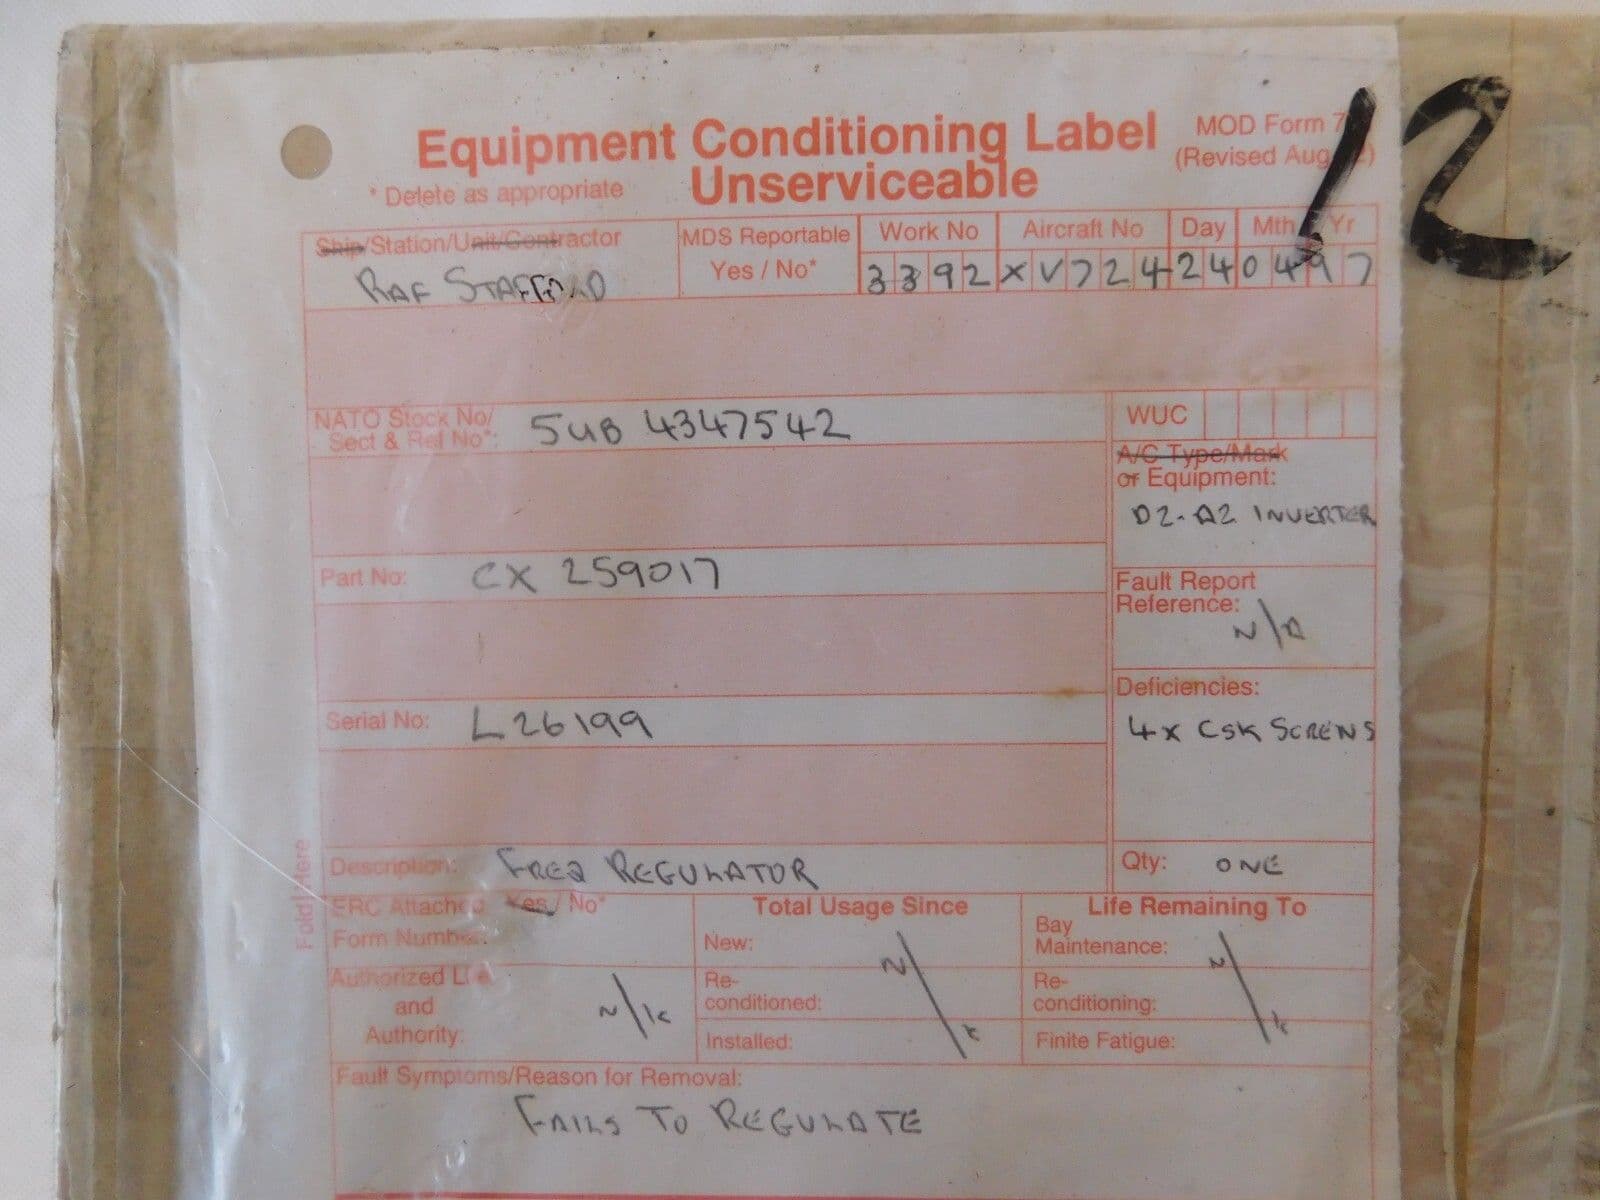 Equipment Conditioning Label
Unserviceable
MOD Form 7
(Revised Aug
12
* Delete as appropriate
Ship/Station/Unit/Contractor
RAF STAFFORD
MDS Reportable
Yes / No*
Work No
3392
Aircraft No
XV724
Day Mth Yr
24 04 97
NATO Stock No/
Sect & Ref No*: 5UB 4347542
WUC
A/C Type/Mark
or Equipment:
D2-A2 INVERTER
Part No: CX 259017
Fault Report
Reference:
N/A
Serial No: L26199
Deficiencies:
4x CSK SCREWS
Description: FREQ REGULATOR
Qty: ONE
Fold Here
ERC Attached Yes / No*
Form Number:
Authorized Life
and
Authority:
N/K
Total Usage Since
New:
Re-
conditioned:
Installed:
N/K
Life Remaining To
Bay
Maintenance:
Re-
conditioning:
Finite Fatigue:
N/K
Fault Symptoms/Reason for Removal:
FAILS TO REGULATE